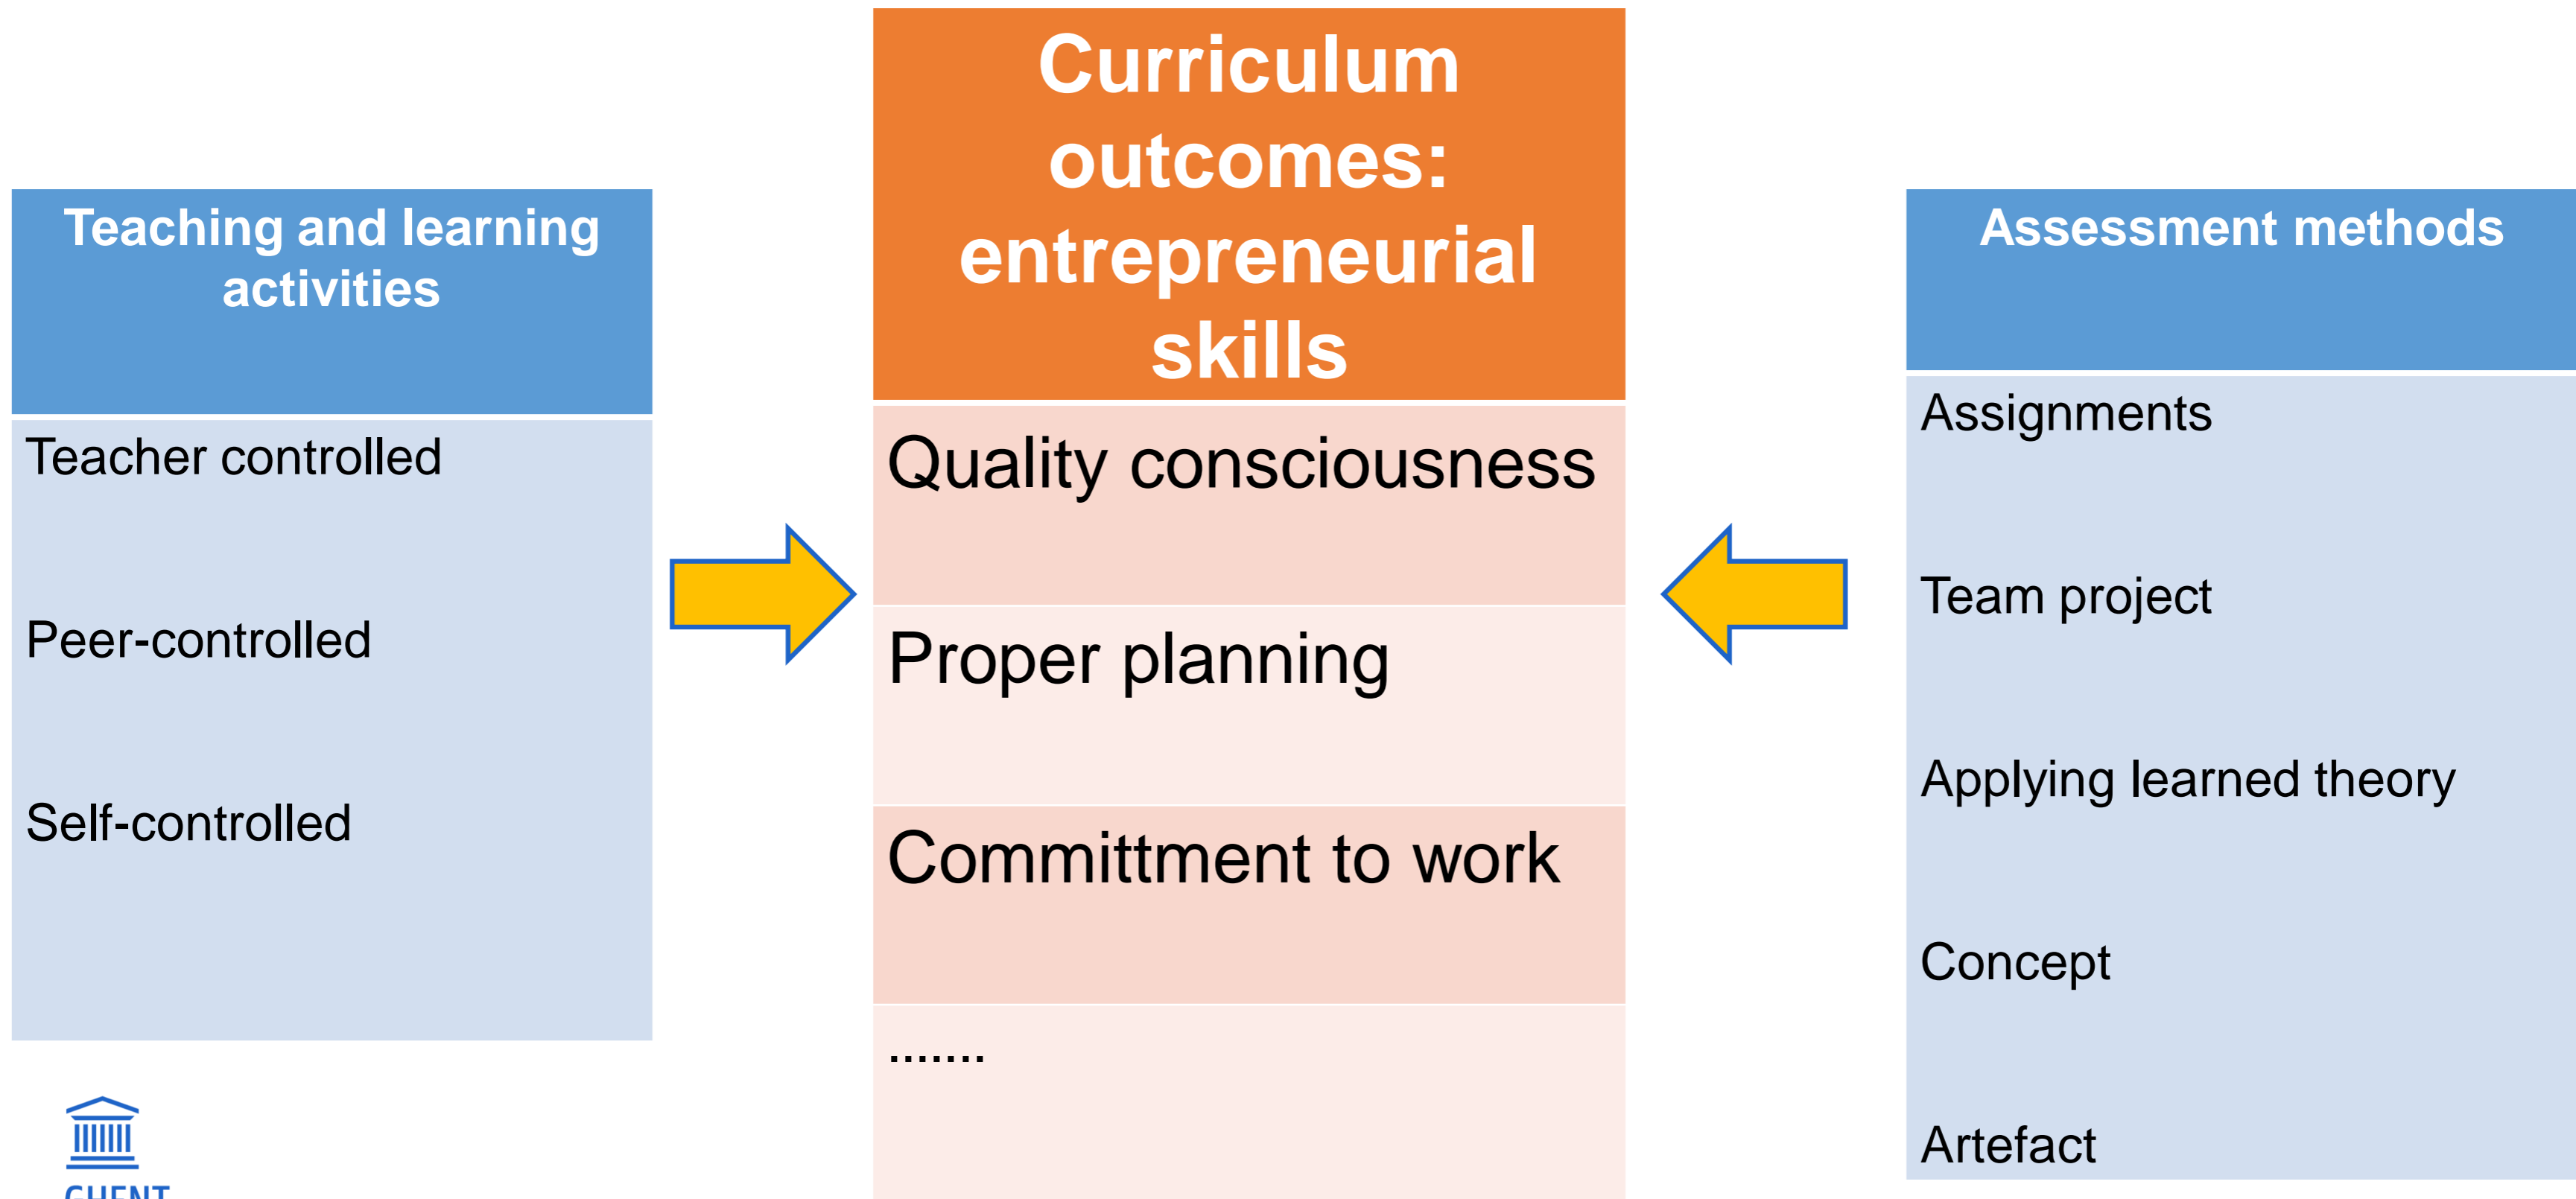 Teaching and learning
activities
Teacher controlled
Peer-controlled
Self-controlled
Curriculum
outcomes:
entrepreneurial
skills
Quality consciousness
Proper planning
Committment to work
.......
Assessment methods
Assignments
Team project
Applying learned theory
Concept
Artefact
GHENT